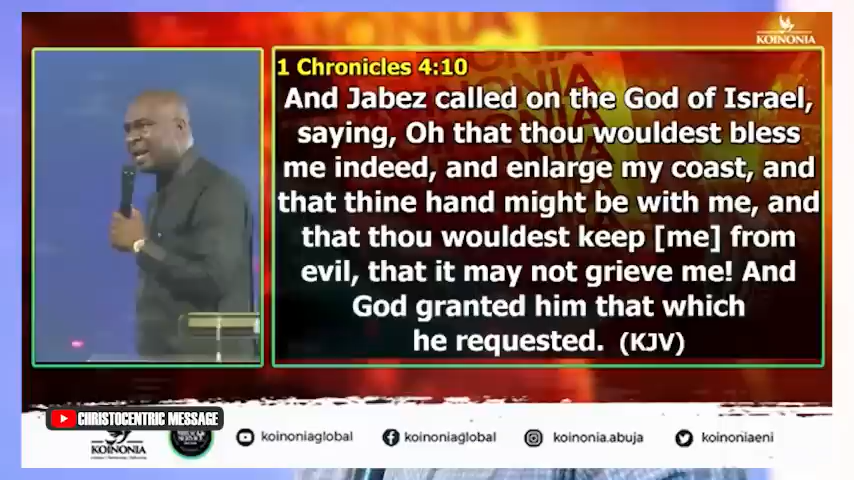 KOINONIA
1 Chronicles 4:10
And Jabez called on the God of Israel,
saying, Oh that thou wouldest bless
me indeed, and enlarge my coast, and
that thine hand might be with me, and
that thou wouldest keep [me] from
evil, that it may not grieve me! And
God granted him that which
he requested. (KJV)
CHRISTOCENTRIC MESSAGE
KOINONIA
koinoniaglobal
koinoniaglobal
koinonia.abuja
koinoniaeni